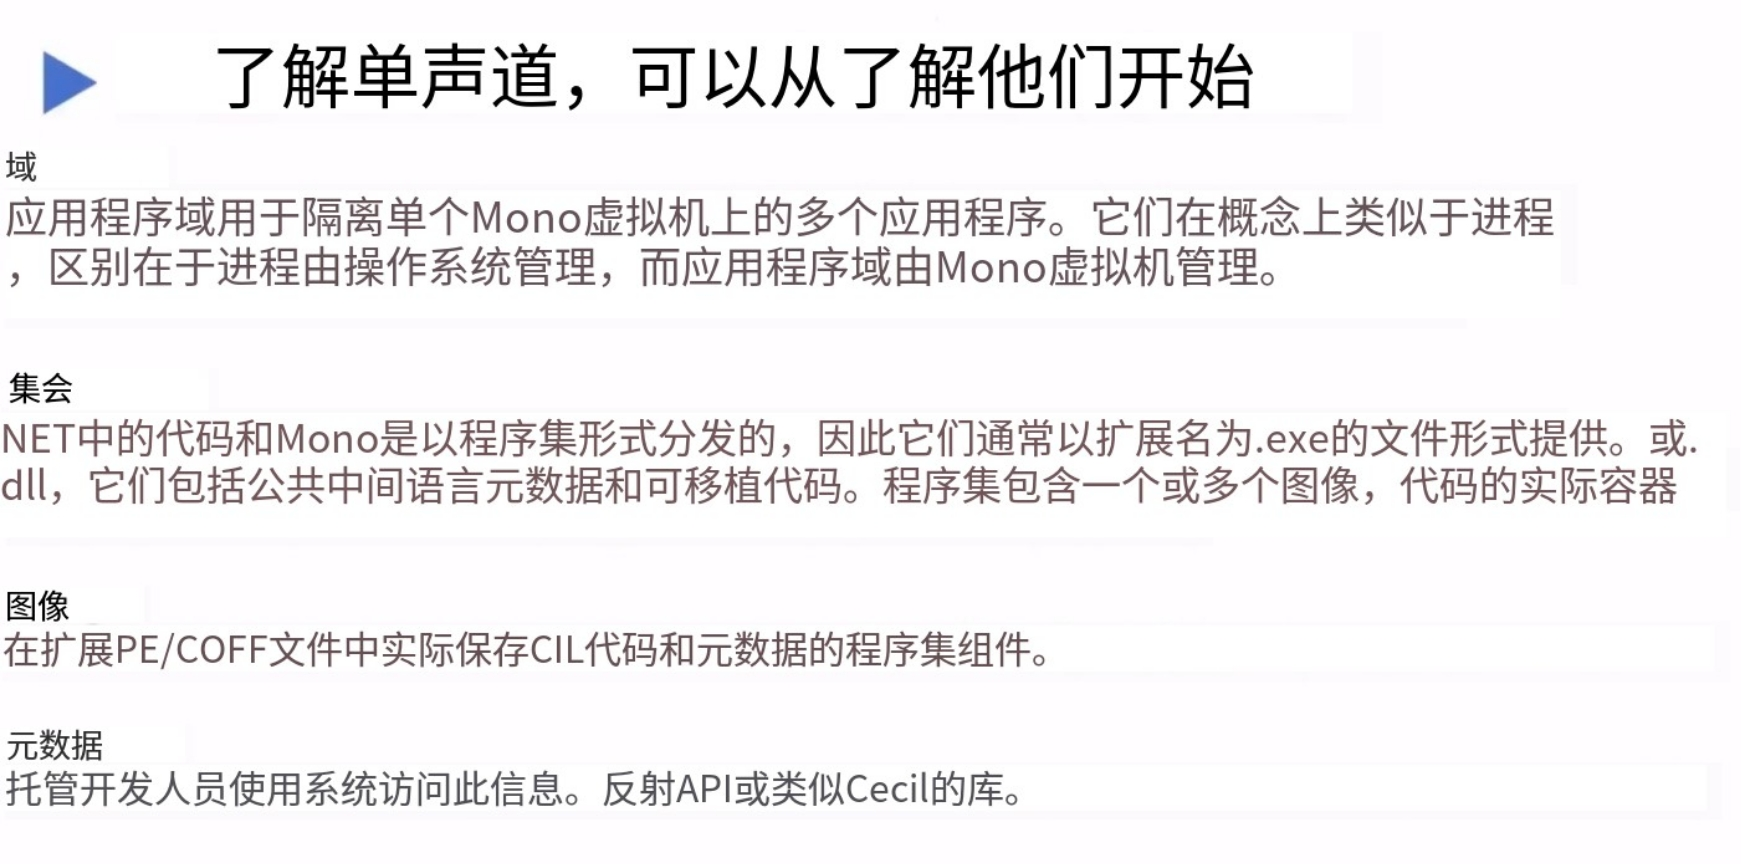 了解单声道，可以从了解他们开始
域
应用程序域用于隔离单个Mono虚拟机上的多个应用程序。它们在概念上类似于进程
，区别在于进程由操作系统管理，而应用程序域由Mono虚拟机管理。
集会
NET中的代码和Mono是以程序集形式分发的，因此它们通常以扩展名为.exe的文件形式提供。或.
dll，它们包括公共中间语言元数据和可移植代码。程序集包含一个或多个图像，代码的实际容器
图像
在扩展PE/COFF文件中实际保存CIL代码和元数据的程序集组件。
元数据
托管开发人员使用系统访问此信息。反射API或类似Cecil的库。